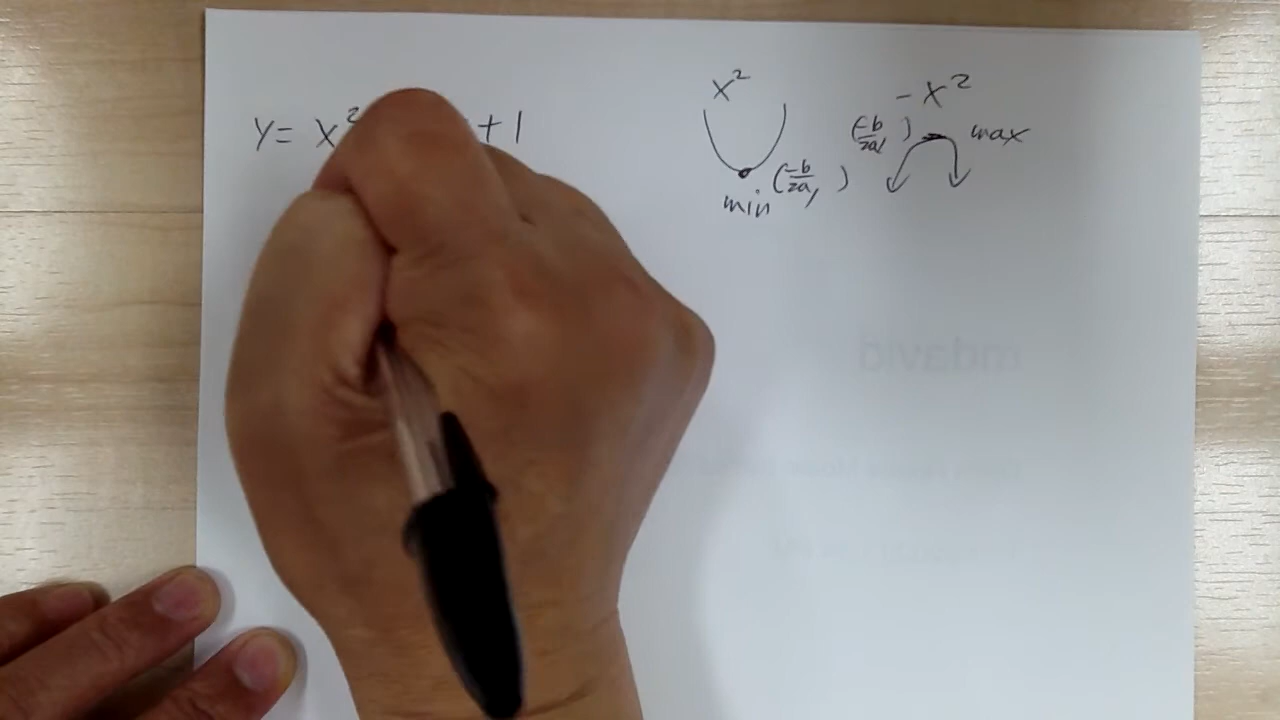 y = x² + 1
x²
-x²
(-b/2a, )
max
(-b/2a, )
min